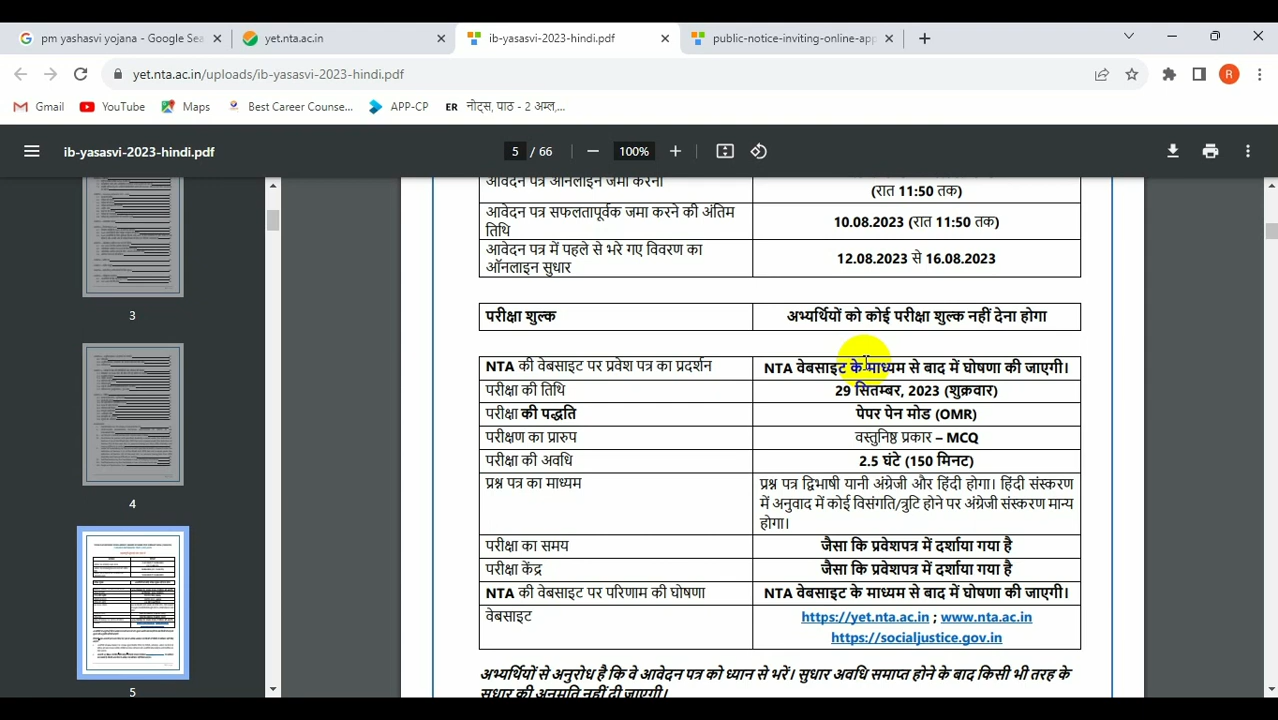 pm yashasvi yojana - Google Sea
yet.nta.ac.in
ib-yasasvi-2023-hindi.pdf
public-notice-inviting-online-app
yet.nta.ac.in/uploads/ib-yasasvi-2023-hindi.pdf
R
Gmail
YouTube
Maps
Best Career Counse...
APP-CP
ER नोट्स, पाठ - 2 अम्ल,...
ib-yasasvi-2023-hindi.pdf
5 / 66
100%
3
4
5
आवेदन पत्र ऑनलाइन जमा करना
(रात 11:50 तक)
आवेदन पत्र सफलतापूर्वक जमा करने की अंतिम
तिथि
10.08.2023 (रात 11:50 तक)
आवेदन पत्र में पहले से भरे गए विवरण का
ऑनलाइन सुधार
12.08.2023 से 16.08.2023
परीक्षा शुल्क
अभ्यर्थियों को कोई परीक्षा शुल्क नहीं देना होगा
NTA की वेबसाइट पर प्रवेश पत्र का प्रदर्शन
NTA वेबसाइट के माध्यम से बाद में घोषणा की जाएगी।
परीक्षा की तिथि
29 सितम्बर, 2023 (शुक्रवार)
परीक्षा की पद्धति
पेपर पेन मोड (OMR)
परीक्षण का प्रारुप
वस्तुनिष्ठ प्रकार – MCQ
परीक्षा की अवधि
2.5 घंटे (150 मिनट)
प्रश्न पत्र का माध्यम
प्रश्न पत्र द्विभाषी यानी अंग्रेजी और हिंदी होगा। हिंदी संस्करण
में अनुवाद में कोई विसंगति/त्रुटि होने पर अंग्रेजी संस्करण मान्य
होगा।
परीक्षा का समय
जैसा कि प्रवेशपत्र में दर्शाया गया है
परीक्षा केंद्र
जैसा कि प्रवेशपत्र में दर्शाया गया है
NTA की वेबसाइट पर परिणाम की घोषणा
NTA वेबसाइट के माध्यम से बाद में घोषणा की जाएगी।
वेबसाइट
https://yet.nta.ac.in ; www.nta.ac.in
https://socialjustice.gov.in
अभ्यर्थियों से अनुरोध है कि वे आवेदन पत्र को ध्यान से भरें। सुधार अवधि समाप्त होने के बाद किसी भी तरह के
सुधार की अनुमति नहीं दी जाएगी।